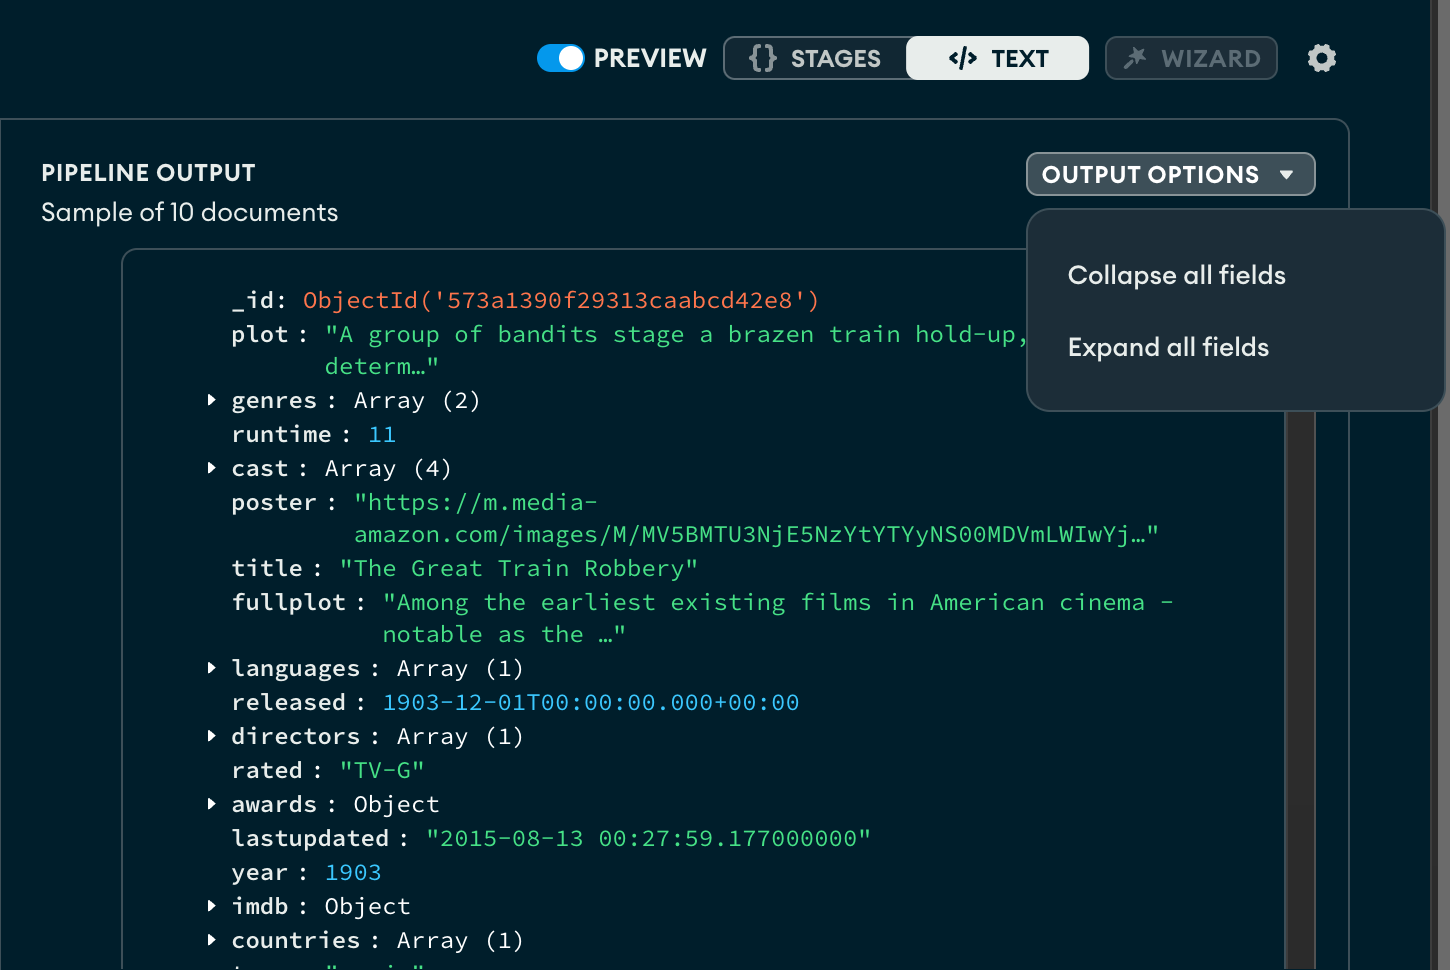 PREVIEW {} STAGES </> TEXT WIZARD
PIPELINE OUTPUT
OUTPUT OPTIONS
Sample of 10 documents
Collapse all fields
Expand all fields
_id: ObjectId('573a1390f29313caabcd42e8')
plot : "A group of bandits stage a brazen train hold-up,
determ…"
genres : Array (2)
runtime : 11
cast : Array (4)
poster : "https://m.media-
amazon.com/images/M/MV5BMTU3NjE5NzYtYTYyNS00MDVmLWIwYj…"
title : "The Great Train Robbery"
fullplot : "Among the earliest existing films in American cinema -
notable as the …"
languages : Array (1)
released : 1903-12-01T00:00:00.000+00:00
directors : Array (1)
rated : "TV-G"
awards : Object
lastupdated : "2015-08-13 00:27:59.177000000"
year : 1903
imdb : Object
countries : Array (1)